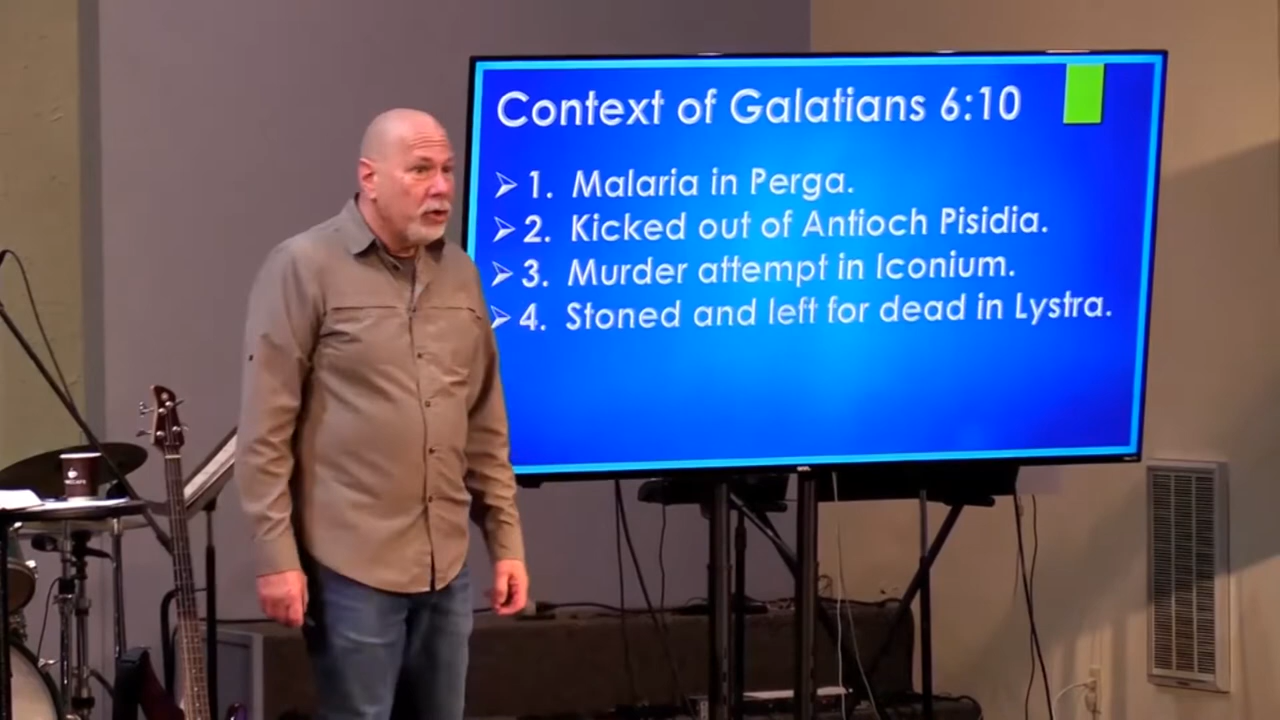 Context of Galatians 6:10
➢ 1. Malaria in Perga.
➢ 2. Kicked out of Antioch Pisidia.
➢ 3. Murder attempt in Iconium.
➢ 4. Stoned and left for dead in Lystra.